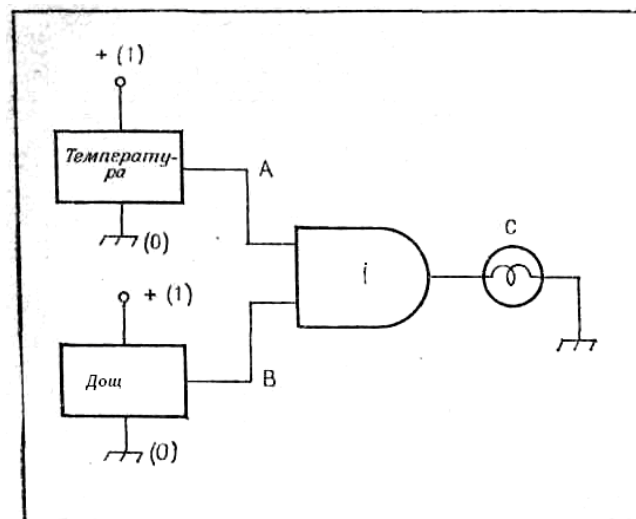 + (1)
Температу-
ра
A
(0)
+ (1)
Дощ
B
(0)
і
C